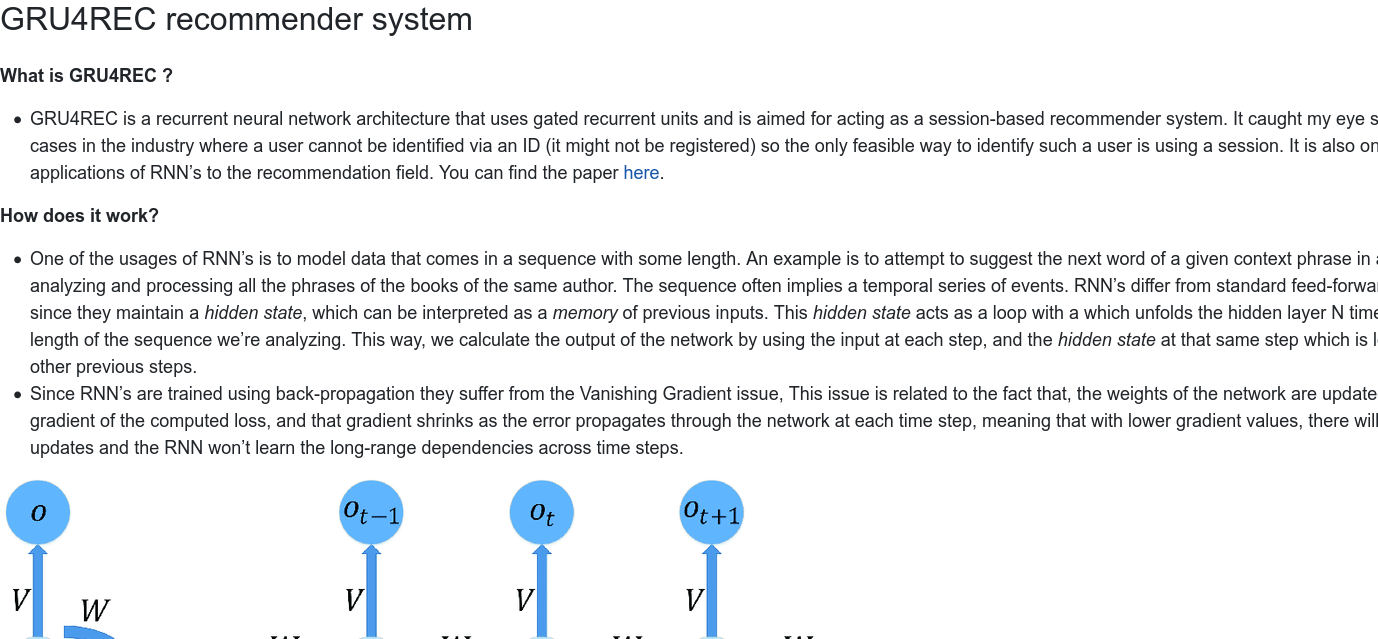 GRU4REC recommender system
What is GRU4REC ?
GRU4REC is a recurrent neural network architecture that uses gated recurrent units and is aimed for acting as a session-based recommender system. It caught my eye s
cases in the industry where a user cannot be identified via an ID (it might not be registered) so the only feasible way to identify such a user is using a session. It is also on
applications of RNN’s to the recommendation field. You can find the paper here.
How does it work?
One of the usages of RNN’s is to model data that comes in a sequence with some length. An example is to attempt to suggest the next word of a given context phrase in
analyzing and processing all the phrases of the books of the same author. The sequence often implies a temporal series of events. RNN’s differ from standard feed-forwa
since they maintain a hidden state, which can be interpreted as a memory of previous inputs. This hidden state acts as a loop with a which unfolds the hidden layer N time
length of the sequence we’re analyzing. This way, we calculate the output of the network by using the input at each step, and the hidden state at that same step which is
other previous steps.
Since RNN’s are trained using back-propagation they suffer from the Vanishing Gradient issue, This issue is related to the fact that, the weights of the network are update
gradient of the computed loss, and that gradient shrinks as the error propagates through the network at each time step, meaning that with lower gradient values, there will
updates and the RNN won’t learn the long-range dependencies across time steps.
o o_{t-1} o_t o_{t+1}
V V V V
W